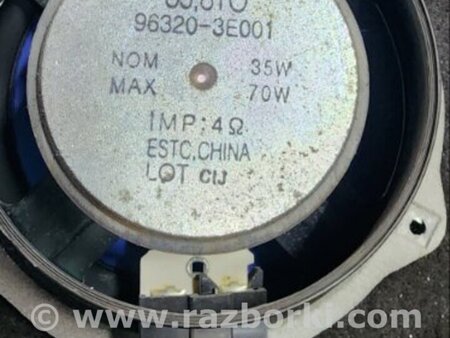 96320-3E001
NOM 35W
MAX 70W
IMP:4Ω
ESTC,CHINA
LOT CIJ
© www.razborki.com